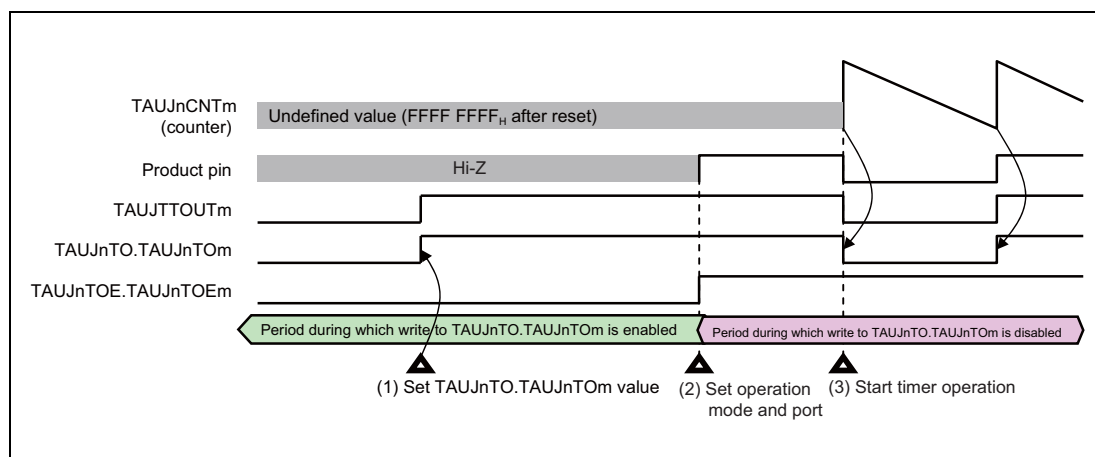 TAUJnCNTm
(counter)
Undefined value (FFFF FFFFH after reset)
Product pin
Hi-Z
TAUJTTOUTm
TAUJnTO.TAUJnTOm
TAUJnTOE.TAUJnTOEm
Period during which write to TAUJnTO.TAUJnTOm is enabled
Period during which write to TAUJnTO.TAUJnTOm is disabled
(1) Set TAUJnTO.TAUJnTOm value
(2) Set operation
mode and port
(3) Start timer operation